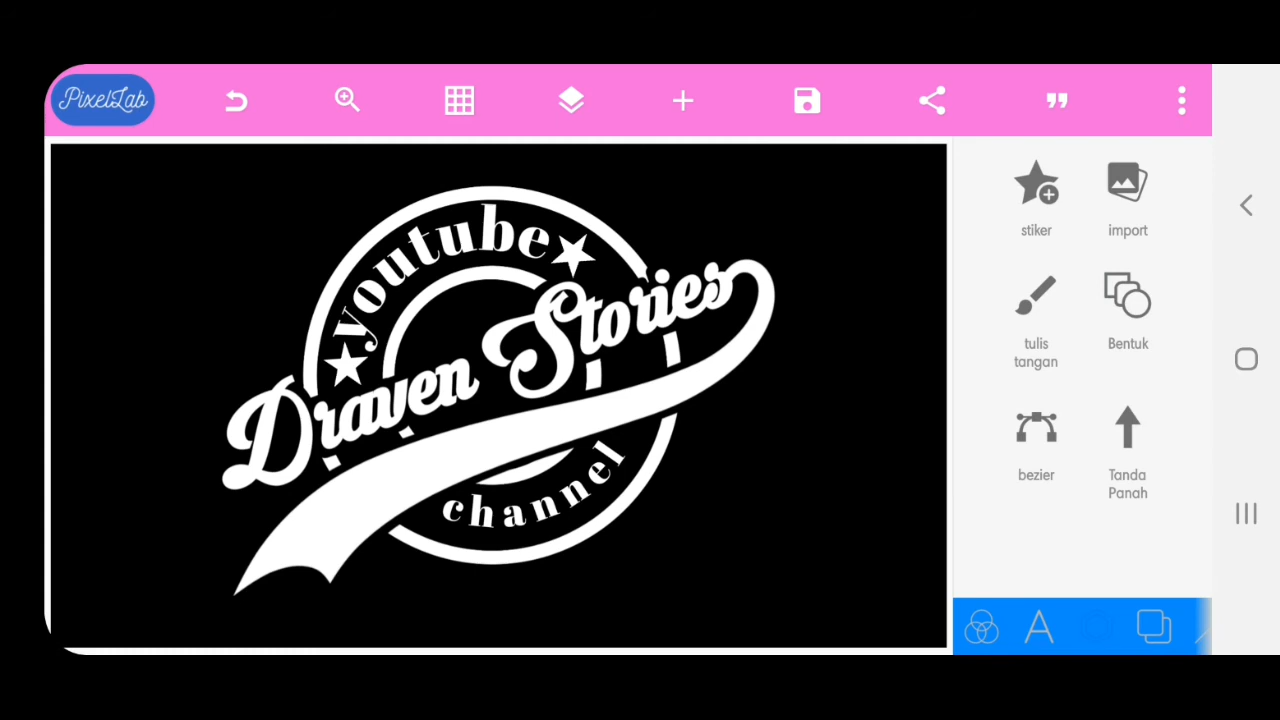 PixelLab
youtube
Draven Stories
channel
stiker
import
tulis
tangan
Bentuk
bezier
Tanda
Panah
A